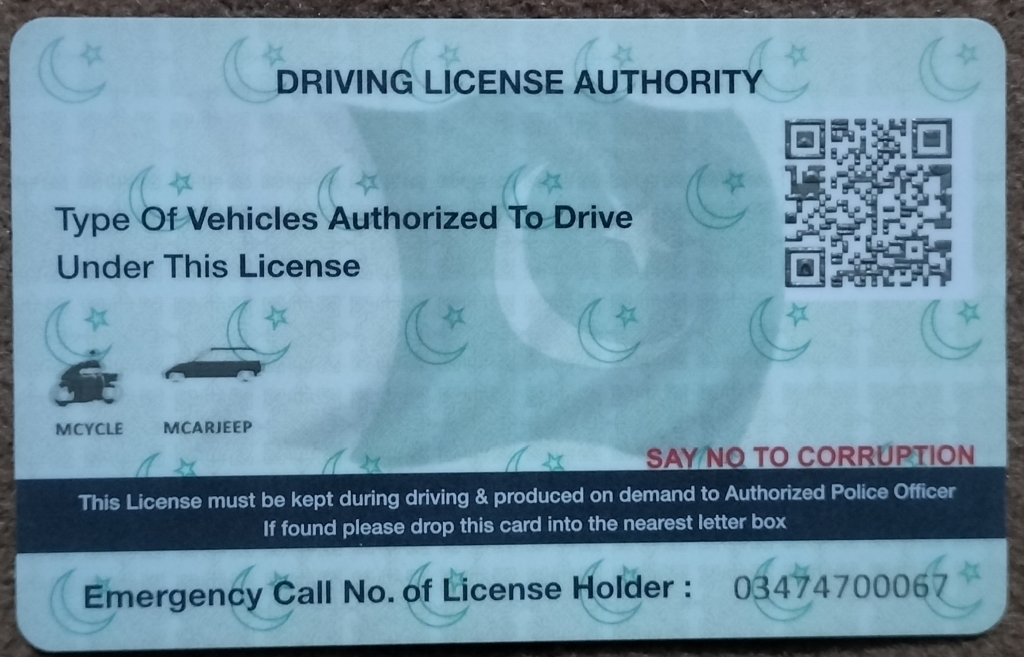 DRIVING LICENSE AUTHORITY
Type Of Vehicles Authorized To Drive
Under This License
MCYCLE MCARJEEP
SAY NO TO CORRUPTION
This License must be kept during driving & produced on demand to Authorized Police Officer
If found please drop this card into the nearest letter box
Emergency Call No. of License Holder : 03474700067